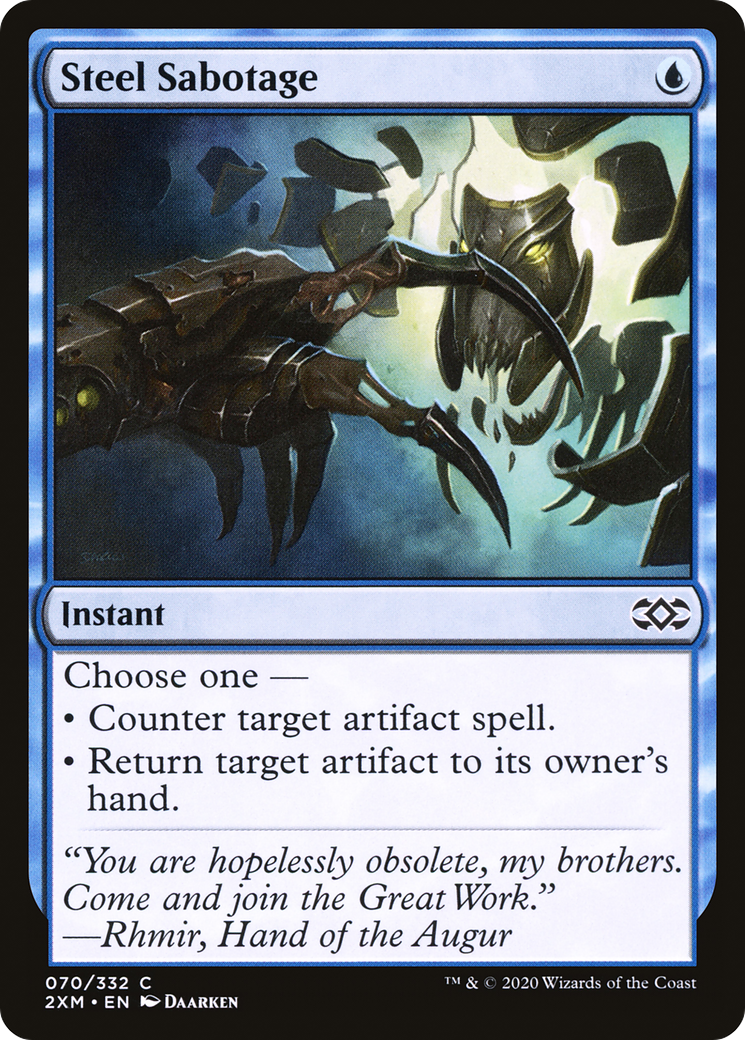 Steel Sabotage
Instant
Choose one —
• Counter target artifact spell.
• Return target artifact to its owner's
hand.
"You are hopelessly obsolete, my brothers.
Come and join the Great Work."
—Rhmir, Hand of the Augur
070/332 C
™ & © 2020 Wizards of the Coast
2XM • EN DAARKEN